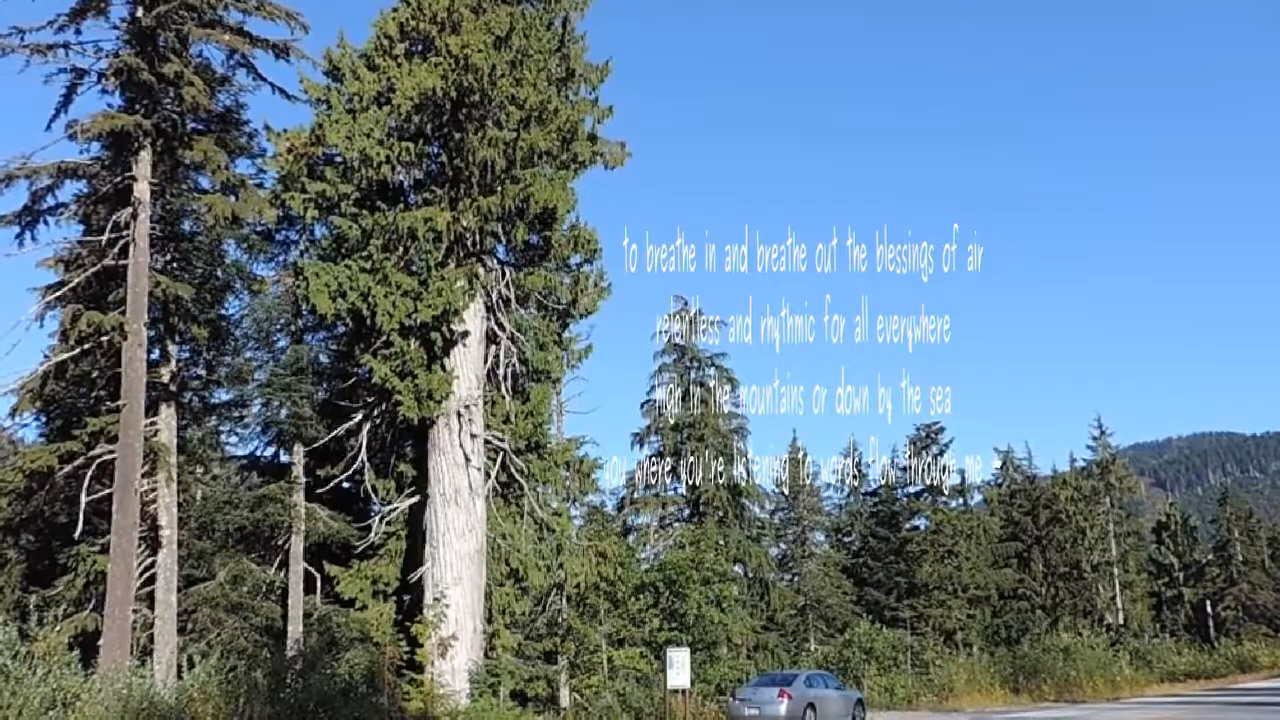 to breathe in and breathe out the blessings of air
relentless and rhythmic for all everywhere
high in the mountains or down by the sea
you where you're listening to words flow through me -